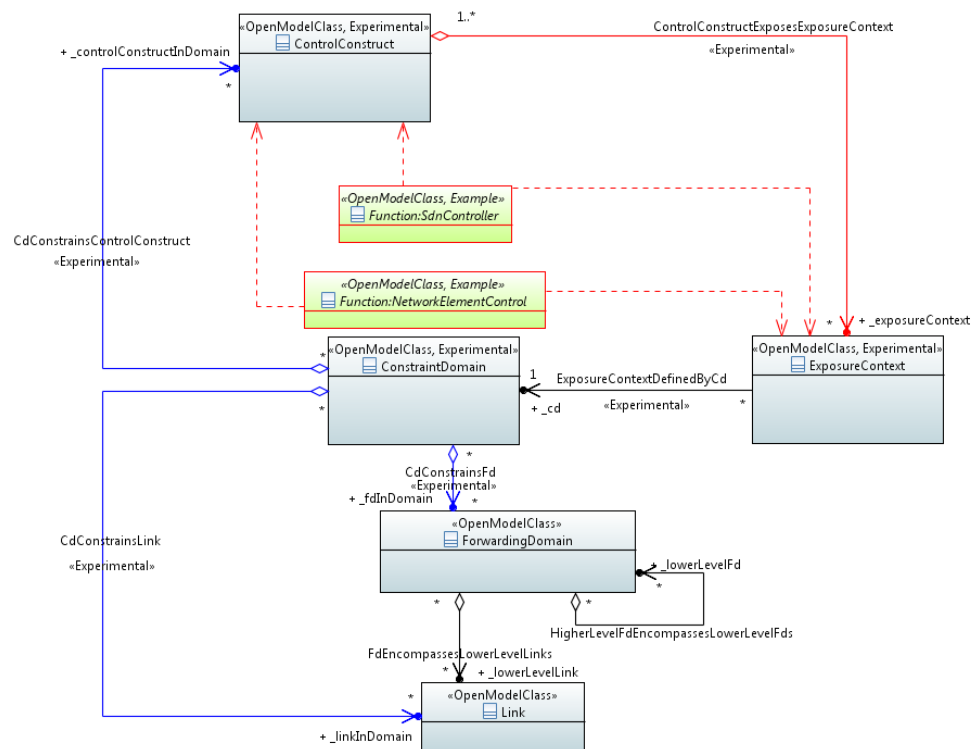 «OpenModelClass, Experimental»
ControlConstruct
1..*
ControlConstructExposesExposureContext
«Experimental»
+ _controlConstructInDomain
*
«OpenModelClass, Example»
Function:SdnController
CdConstrainsControlConstruct
«Experimental»
«OpenModelClass, Example»
Function:NetworkElementControl
* + _exposureContext
«OpenModelClass, Experimental»
ConstraintDomain
*
*
«OpenModelClass, Experimental»
ExposureContext
1
ExposureContextDefinedByCd
+ _cd
«Experimental»
*
*
CdConstrainsFd
«Experimental»
+ _fdInDomain
*
«OpenModelClass»
ForwardingDomain
CdConstrainsLink
«Experimental»
+ _lowerLevelFd
*
*
*
HigherLevelFdEncompassesLowerLevelFds
FdEncompassesLowerLevelLinks
* + _lowerLevelLink
«OpenModelClass»
Link
*
+ _linkInDomain